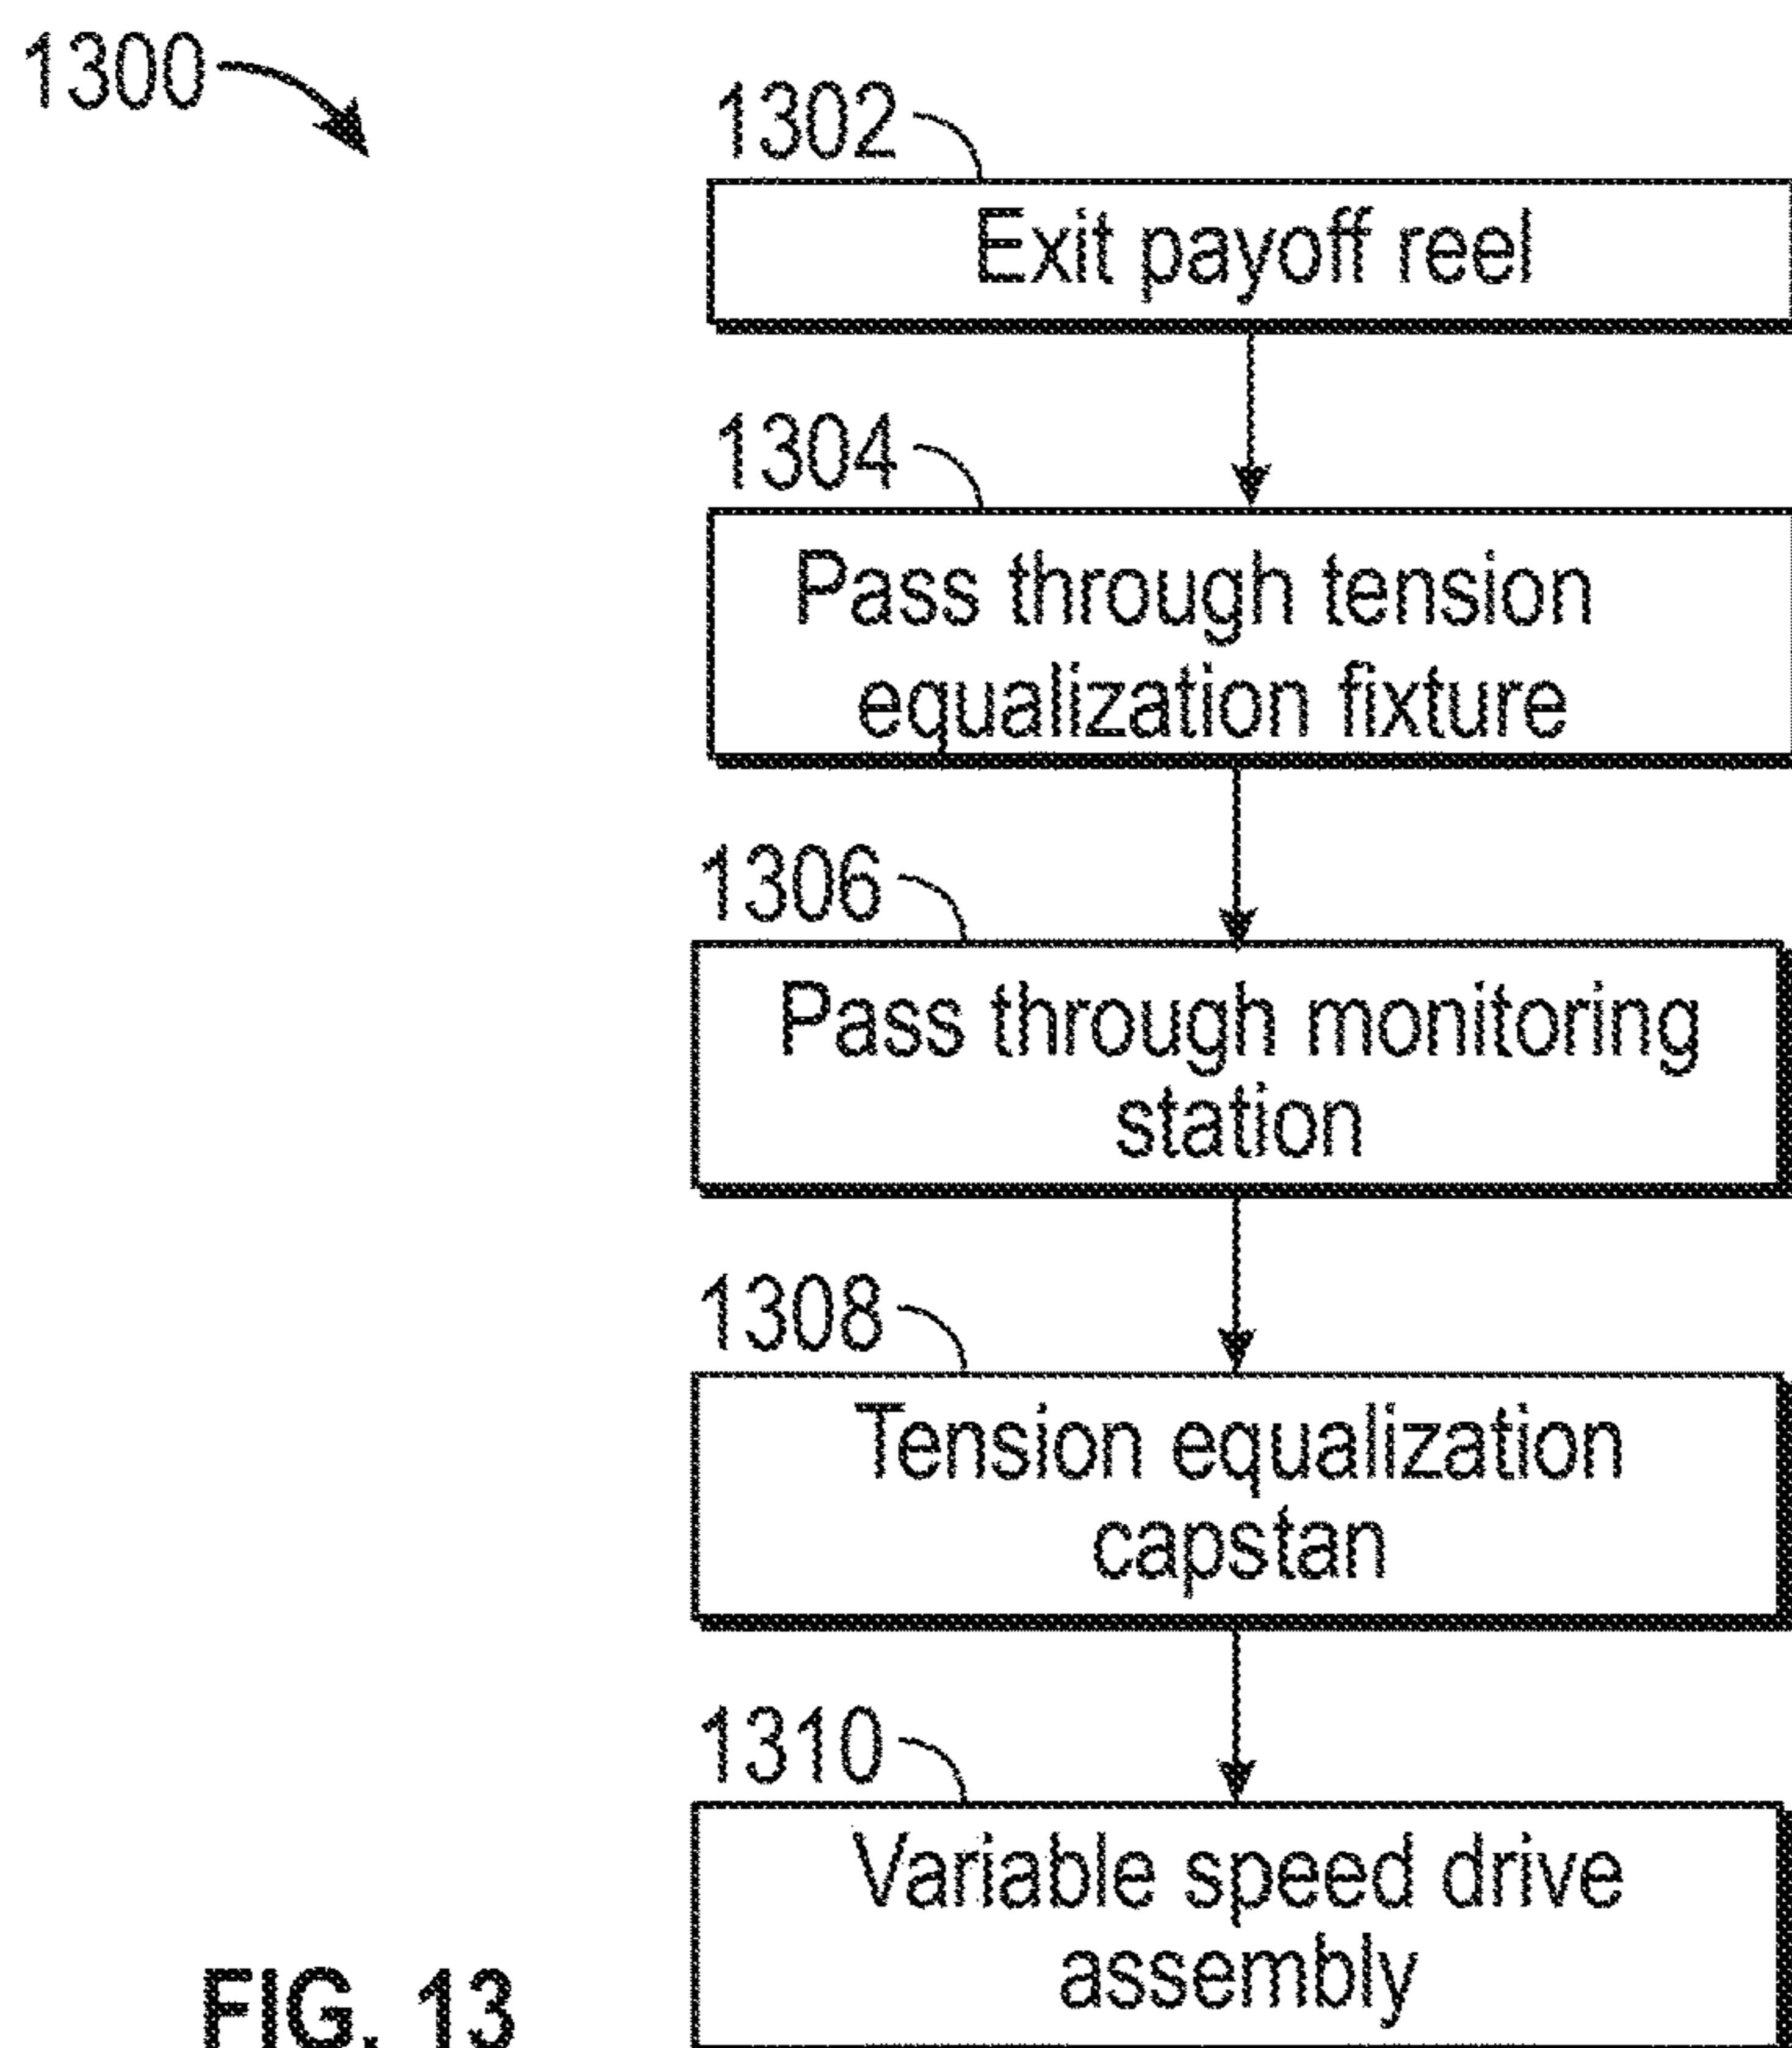 1300
1302
Exit payoff reel
1304
Pass through tension
equalization fixture
1306
Pass through monitoring
station
1308
Tension equalization
capstan
1310
Variable speed drive
assembly
FIG. 13